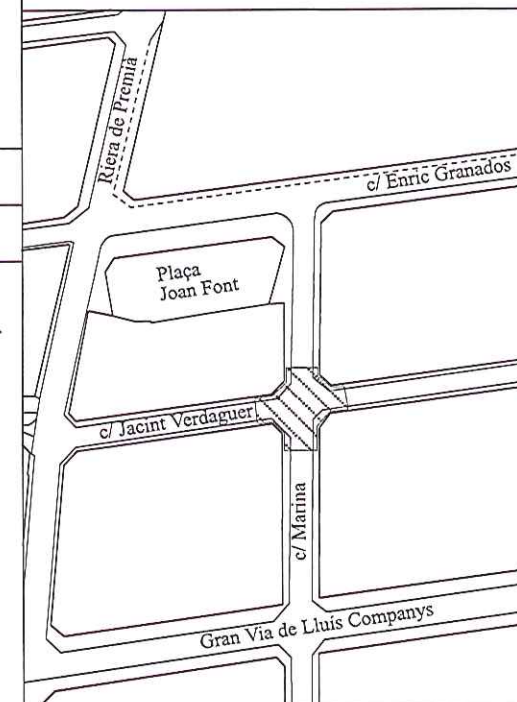 Riera de Premià
c/ Enric Granados
Plaça
Joan Font
c/ Jacint Verdaguer
c/ Marina
Gran Via de Lluís Companys